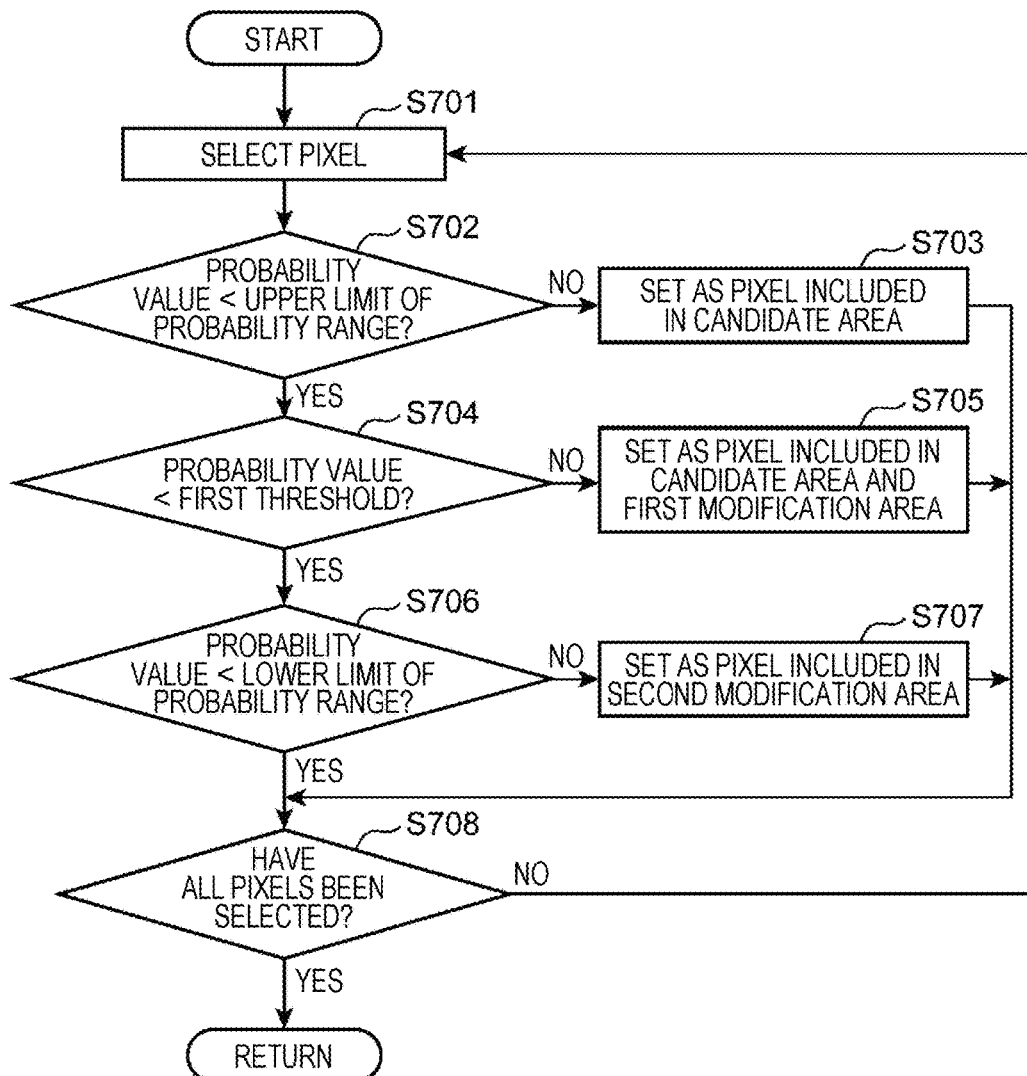 START
S701
SELECT PIXEL
S702
PROBABILITY
VALUE < UPPER LIMIT OF
PROBABILITY RANGE?
NO
S703
SET AS PIXEL INCLUDED
IN CANDIDATE AREA
YES
S704
PROBABILITY VALUE
< FIRST THRESHOLD?
NO
S705
SET AS PIXEL INCLUDED IN
CANDIDATE AREA AND
FIRST MODIFICATION AREA
YES
S706
PROBABILITY
VALUE < LOWER LIMIT OF
PROBABILITY RANGE?
NO
S707
SET AS PIXEL INCLUDED IN
SECOND MODIFICATION AREA
YES
S708
HAVE
ALL PIXELS BEEN
SELECTED?
NO
YES
RETURN